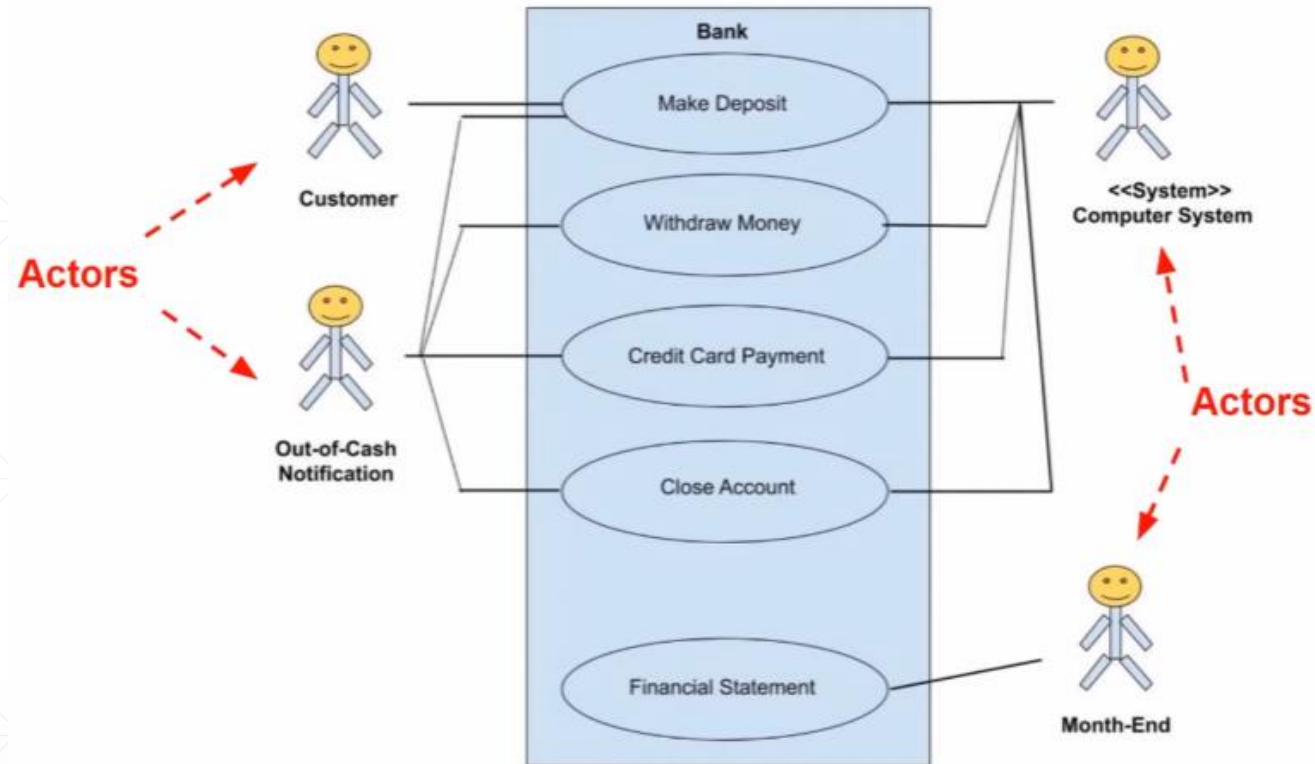 Bank
Make Deposit
Customer
<<System>>
Computer System
Withdraw Money
Actors
Credit Card Payment
Actors
Out-of-Cash
Notification
Close Account
Financial Statement
Month-End